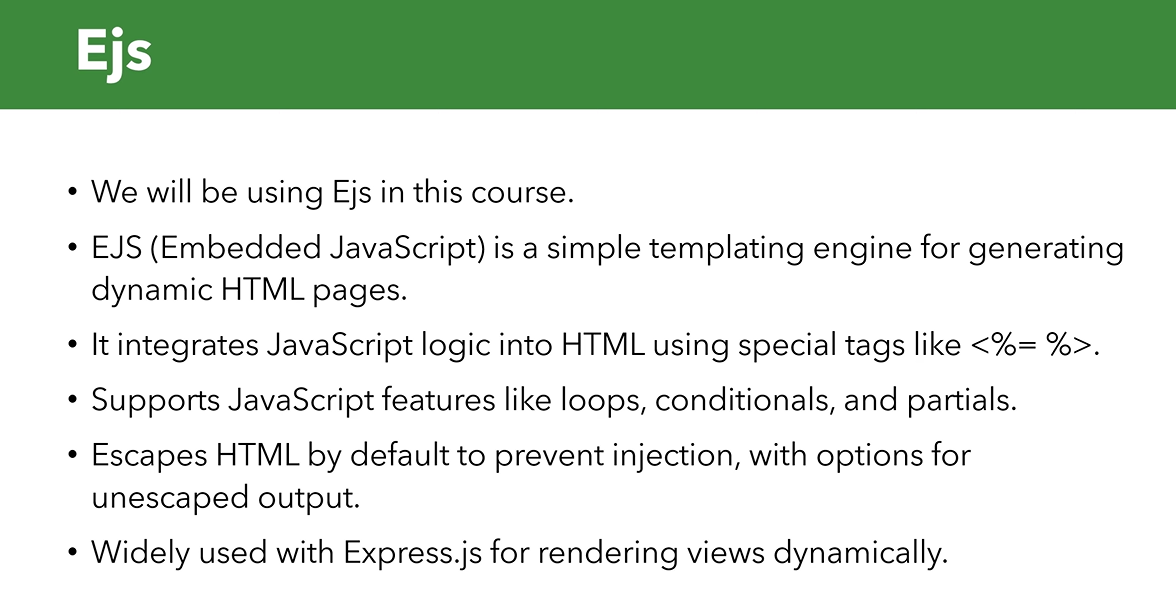 Ejs
• We will be using Ejs in this course.
• EJS (Embedded JavaScript) is a simple templating engine for generating
dynamic HTML pages.
• It integrates JavaScript logic into HTML using special tags like <%= %>.
• Supports JavaScript features like loops, conditionals, and partials.
• Escapes HTML by default to prevent injection, with options for
unescaped output.
• Widely used with Express.js for rendering views dynamically.